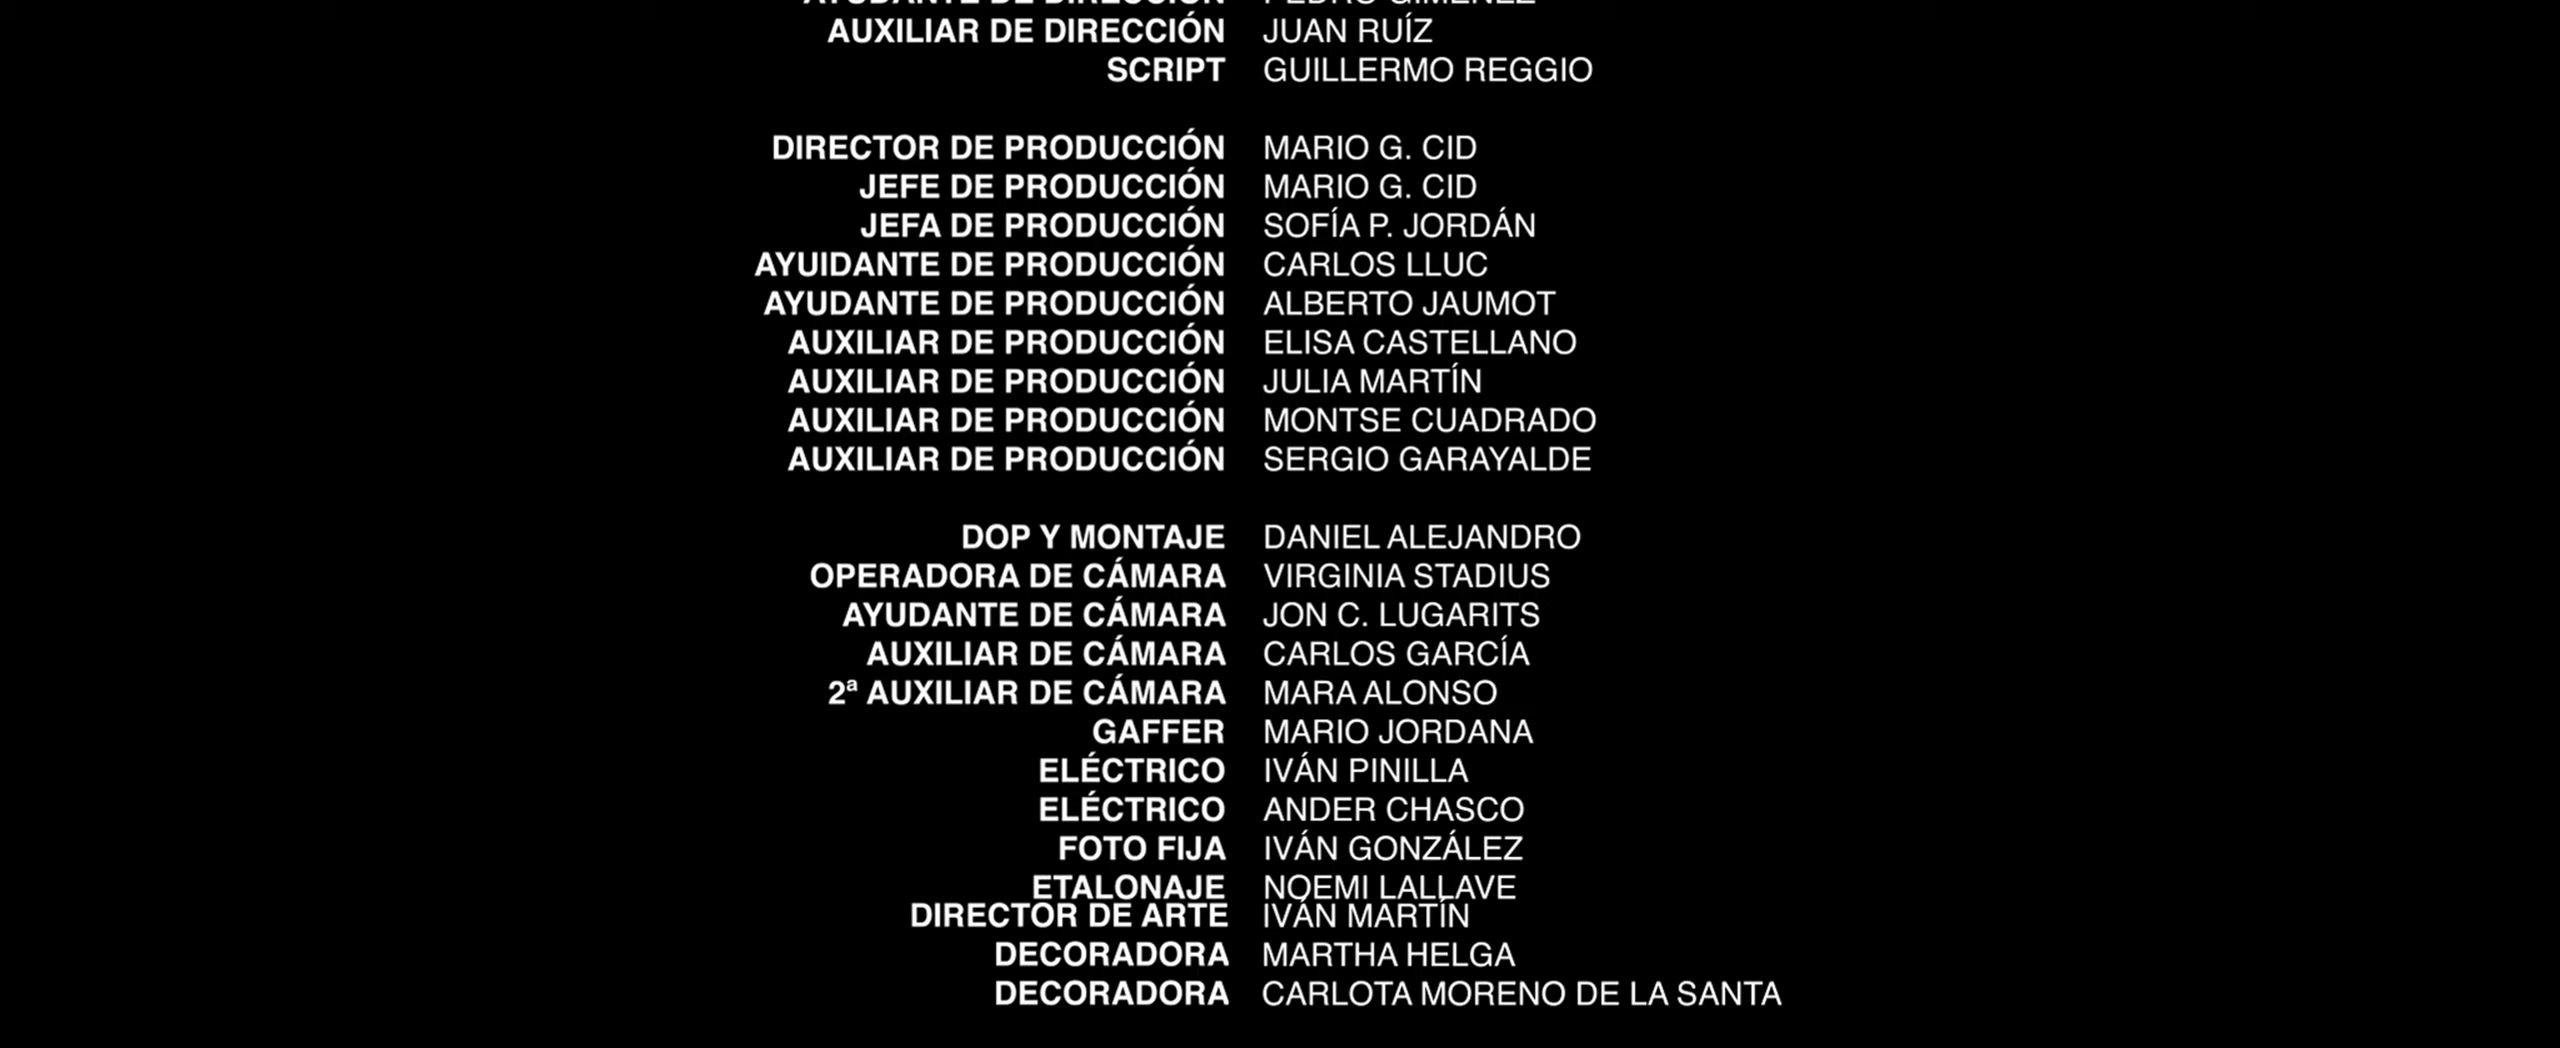 AYUDANTE DE DIRECCIÓN PEDRO GIMÉNEZ
AUXILIAR DE DIRECCIÓN JUAN RUÍZ
SCRIPT GUILLERMO REGGIO
DIRECTOR DE PRODUCCIÓN MARIO G. CID
JEFE DE PRODUCCIÓN MARIO G. CID
JEFA DE PRODUCCIÓN SOFÍA P. JORDÁN
AYUIDANTE DE PRODUCCIÓN CARLOS LLUC
AYUDANTE DE PRODUCCIÓN ALBERTO JAUMOT
AUXILIAR DE PRODUCCIÓN ELISA CASTELLANO
AUXILIAR DE PRODUCCIÓN JULIA MARTÍN
AUXILIAR DE PRODUCCIÓN MONTSE CUADRADO
AUXILIAR DE PRODUCCIÓN SERGIO GARAYALDE
DOP Y MONTAJE DANIEL ALEJANDRO
OPERADORA DE CÁMARA VIRGINIA STADIUS
AYUDANTE DE CÁMARA JON C. LUGARITS
AUXILIAR DE CÁMARA CARLOS GARCÍA
2ª AUXILIAR DE CÁMARA MARA ALONSO
GAFFER MARIO JORDANA
ELÉCTRICO IVÁN PINILLA
ELÉCTRICO ANDER CHASCO
FOTO FIJA IVÁN GONZÁLEZ
ETALONAJE NOEMI LALLAVE
DIRECTOR DE ARTE IVÁN MARTÍN
DECORADORA MARTHA HELGA
DECORADORA CARLOTA MORENO DE LA SANTA